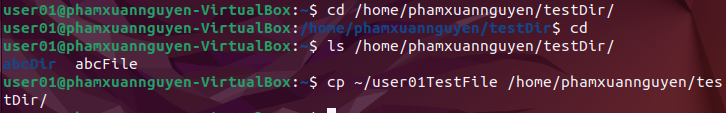 user01@phamxuannguyen-VirtualBox:~$ cd /home/phamxuannguyen/testDir/
user01@phamxuannguyen-VirtualBox:/home/phamxuannguyen/testDir$ cd
user01@phamxuannguyen-VirtualBox:~$ ls /home/phamxuannguyen/testDir/
abcDir  abcFile
user01@phamxuannguyen-VirtualBox:~$ cp ~/user01TestFile /home/phamxuannguyen/tes
tDir/